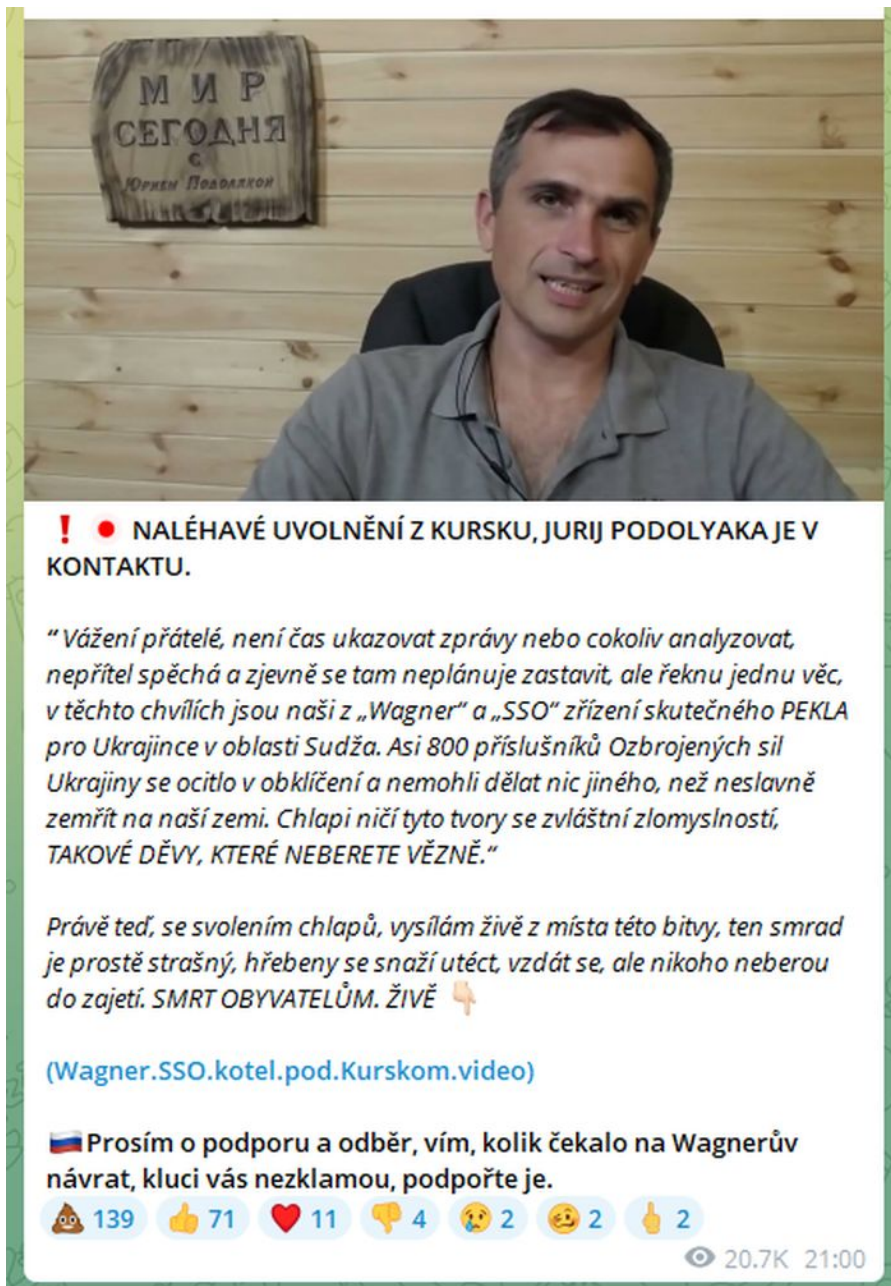 МИР
СЕГОДНЯ
С
Юрием Подолякой
❗ 🔴 NALÉHAVÉ UVOLNĚNÍ Z KURSKU, JURIJ PODOLYAKA JE V
KONTAKTU.
“ Vážení přátelé, není čas ukazovat zprávy nebo cokoliv analyzovat,
nepřítel spěchá a zjevně se tam neplánuje zastavit, ale řeknu jednu věc,
v těchto chvílích jsou naši z „Wagner“ a „SSO“ zřízení skutečného PEKLA
pro Ukrajince v oblasti Sudža. Asi 800 příslušníků Ozbrojených sil
Ukrajiny se ocitlo v obklíčení a nemohli dělat nic jiného, než neslavně
zemřít na naší zemi. Chlapi ničí tyto tvory se zvláštní zlomyslností,
TAKOVÉ DĚVY, KTERÉ NEBERETE VĚZNĚ.“
Právě teď, se svolením chlapů, vysílám živě z místa této bitvy, ten smrad
je prostě strašný, hřebeny se snaží utéct, vzdát se, ale nikoho neberou
do zajetí. SMRT OBYVATELŮM. ŽIVĚ 👇🏻
(Wagner.SSO.kotel.pod.Kurskom.video)
🇷🇺Prosím o podporu a odběr, vím, kolik čekalo na Wagnerův
návrat, kluci vás nezklamou, podpořte je.
💩 139 👍 71 ❤️ 11 👎 4 😢 2 🥴 2 🖕🏻 2
20.7K 21:00